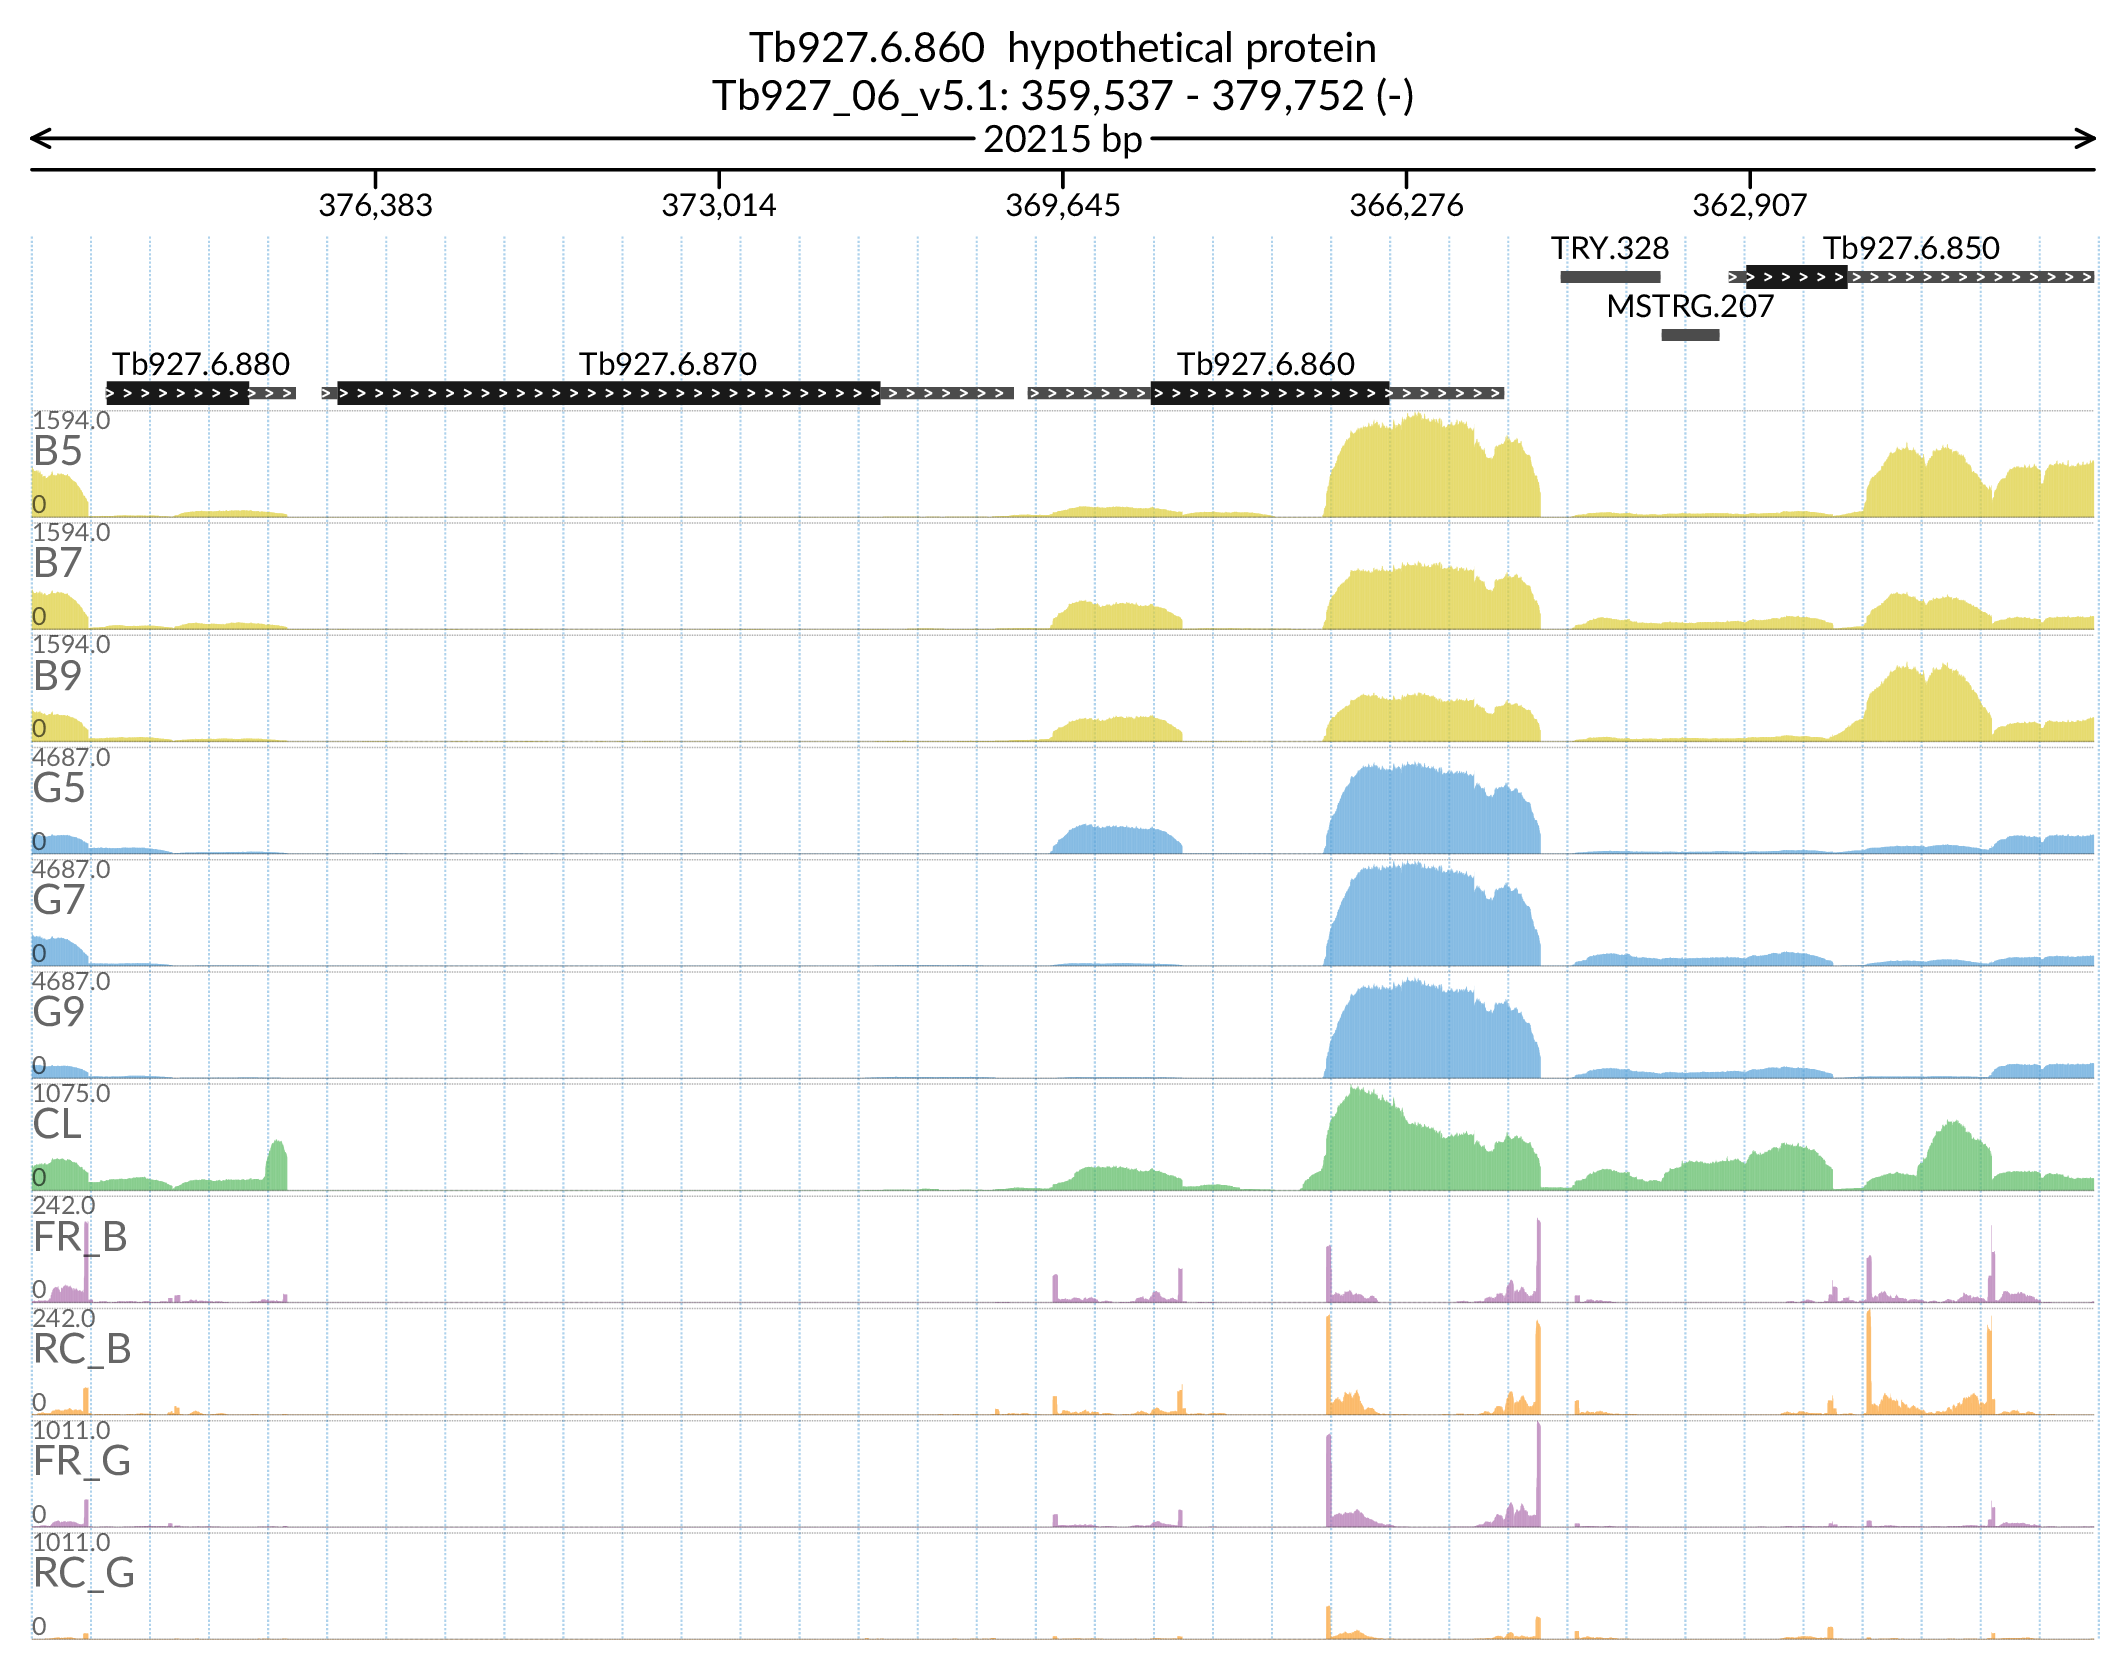 Tb927.6.860  hypothetical protein
Tb927_06_v5.1: 359,537 - 379,752 (-)
20215 bp
376,383 373,014 369,645 366,276 362,907
TRY.328 Tb927.6.850
MSTRG.207
Tb927.6.880 Tb927.6.870 Tb927.6.860
1594.0
B5
0
1594.0
B7
0
1594.0
B9
0
4687.0
G5
0
4687.0
G7
0
4687.0
G9
0
1075.0
CL
0
242.0
FR_B
0
242.0
RC_B
0
1011.0
FR_G
0
1011.0
RC_G
0